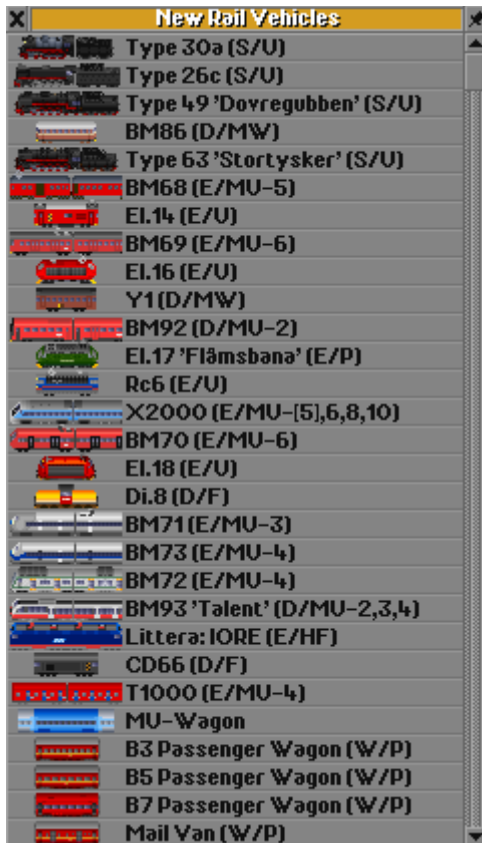 New Rail Vehicles
Type 30a (S/U)
Type 26c (S/U)
Type 49 'Dovregubben' (S/U)
BM86 (D/MW)
Type 63 'Stortysker' (S/U)
BM68 (E/MU-5)
El.14 (E/U)
BM69 (E/MU-6)
El.16 (E/U)
Y1 (D/MW)
BM92 (D/MU-2)
El.17 'Flåmsbana' (E/P)
Rc6 (E/U)
X2000 (E/MU-[5],6,8,10)
BM70 (E/MU-6)
El.18 (E/U)
Di.8 (D/F)
BM71 (E/MU-3)
BM73 (E/MU-4)
BM72 (E/MU-4)
BM93 'Talent' (D/MU-2,3,4)
Littera: IORE (E/HF)
CD66 (D/F)
T1000 (E/MU-4)
MU-Wagon
B3 Passenger Wagon (W/P)
B5 Passenger Wagon (W/P)
B7 Passenger Wagon (W/P)
Mail Van (W/P)